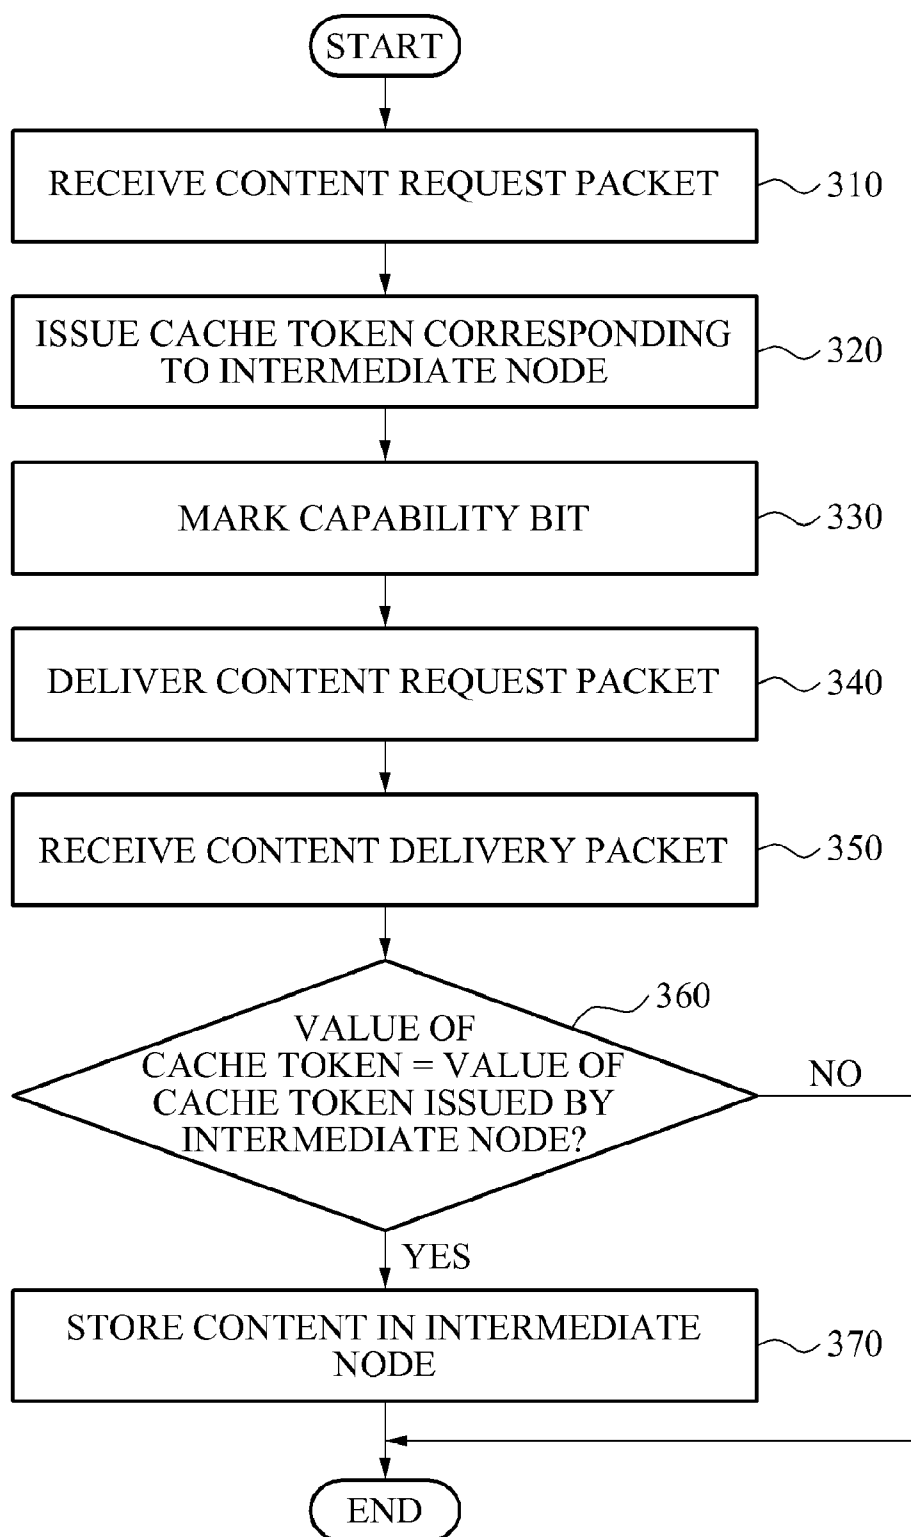 START
RECEIVE CONTENT REQUEST PACKET
310
ISSUE CACHE TOKEN CORRESPONDING
TO INTERMEDIATE NODE
320
MARK CAPABILITY BIT
330
DELIVER CONTENT REQUEST PACKET
340
RECEIVE CONTENT DELIVERY PACKET
350
360
VALUE OF
CACHE TOKEN = VALUE OF
CACHE TOKEN ISSUED BY
INTERMEDIATE NODE?
NO
YES
STORE CONTENT IN INTERMEDIATE
NODE
370
END